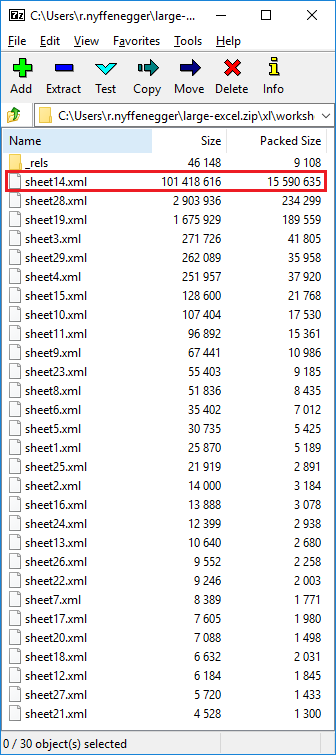 C:\Users\r.nyffenegger\large-...
File Edit View Favorites Tools Help
Add Extract Test Copy Move Delete Info
C:\Users\r.nyffenegger\large-excel.zip\xl\worksh
Name Size Packed Size
_rels 46 148 9 108
sheet14.xml 101 418 616 15 590 635
sheet28.xml 2 903 936 234 299
sheet19.xml 1 675 929 189 559
sheet3.xml 271 726 41 805
sheet29.xml 262 089 35 958
sheet4.xml 251 957 37 920
sheet15.xml 128 600 21 768
sheet10.xml 107 404 17 530
sheet11.xml 96 892 15 361
sheet9.xml 67 441 10 986
sheet23.xml 55 403 9 185
sheet8.xml 51 836 8 435
sheet6.xml 35 402 7 012
sheet5.xml 30 735 5 425
sheet1.xml 25 870 5 189
sheet25.xml 21 919 2 891
sheet2.xml 14 000 3 184
sheet16.xml 13 888 3 078
sheet24.xml 12 399 2 938
sheet13.xml 10 640 2 680
sheet26.xml 9 552 2 258
sheet22.xml 9 246 2 003
sheet7.xml 8 389 1 771
sheet17.xml 7 605 1 980
sheet20.xml 7 088 1 498
sheet18.xml 6 632 2 031
sheet12.xml 6 184 1 845
sheet27.xml 5 720 1 433
sheet21.xml 4 528 1 300
0 / 30 object(s) selected